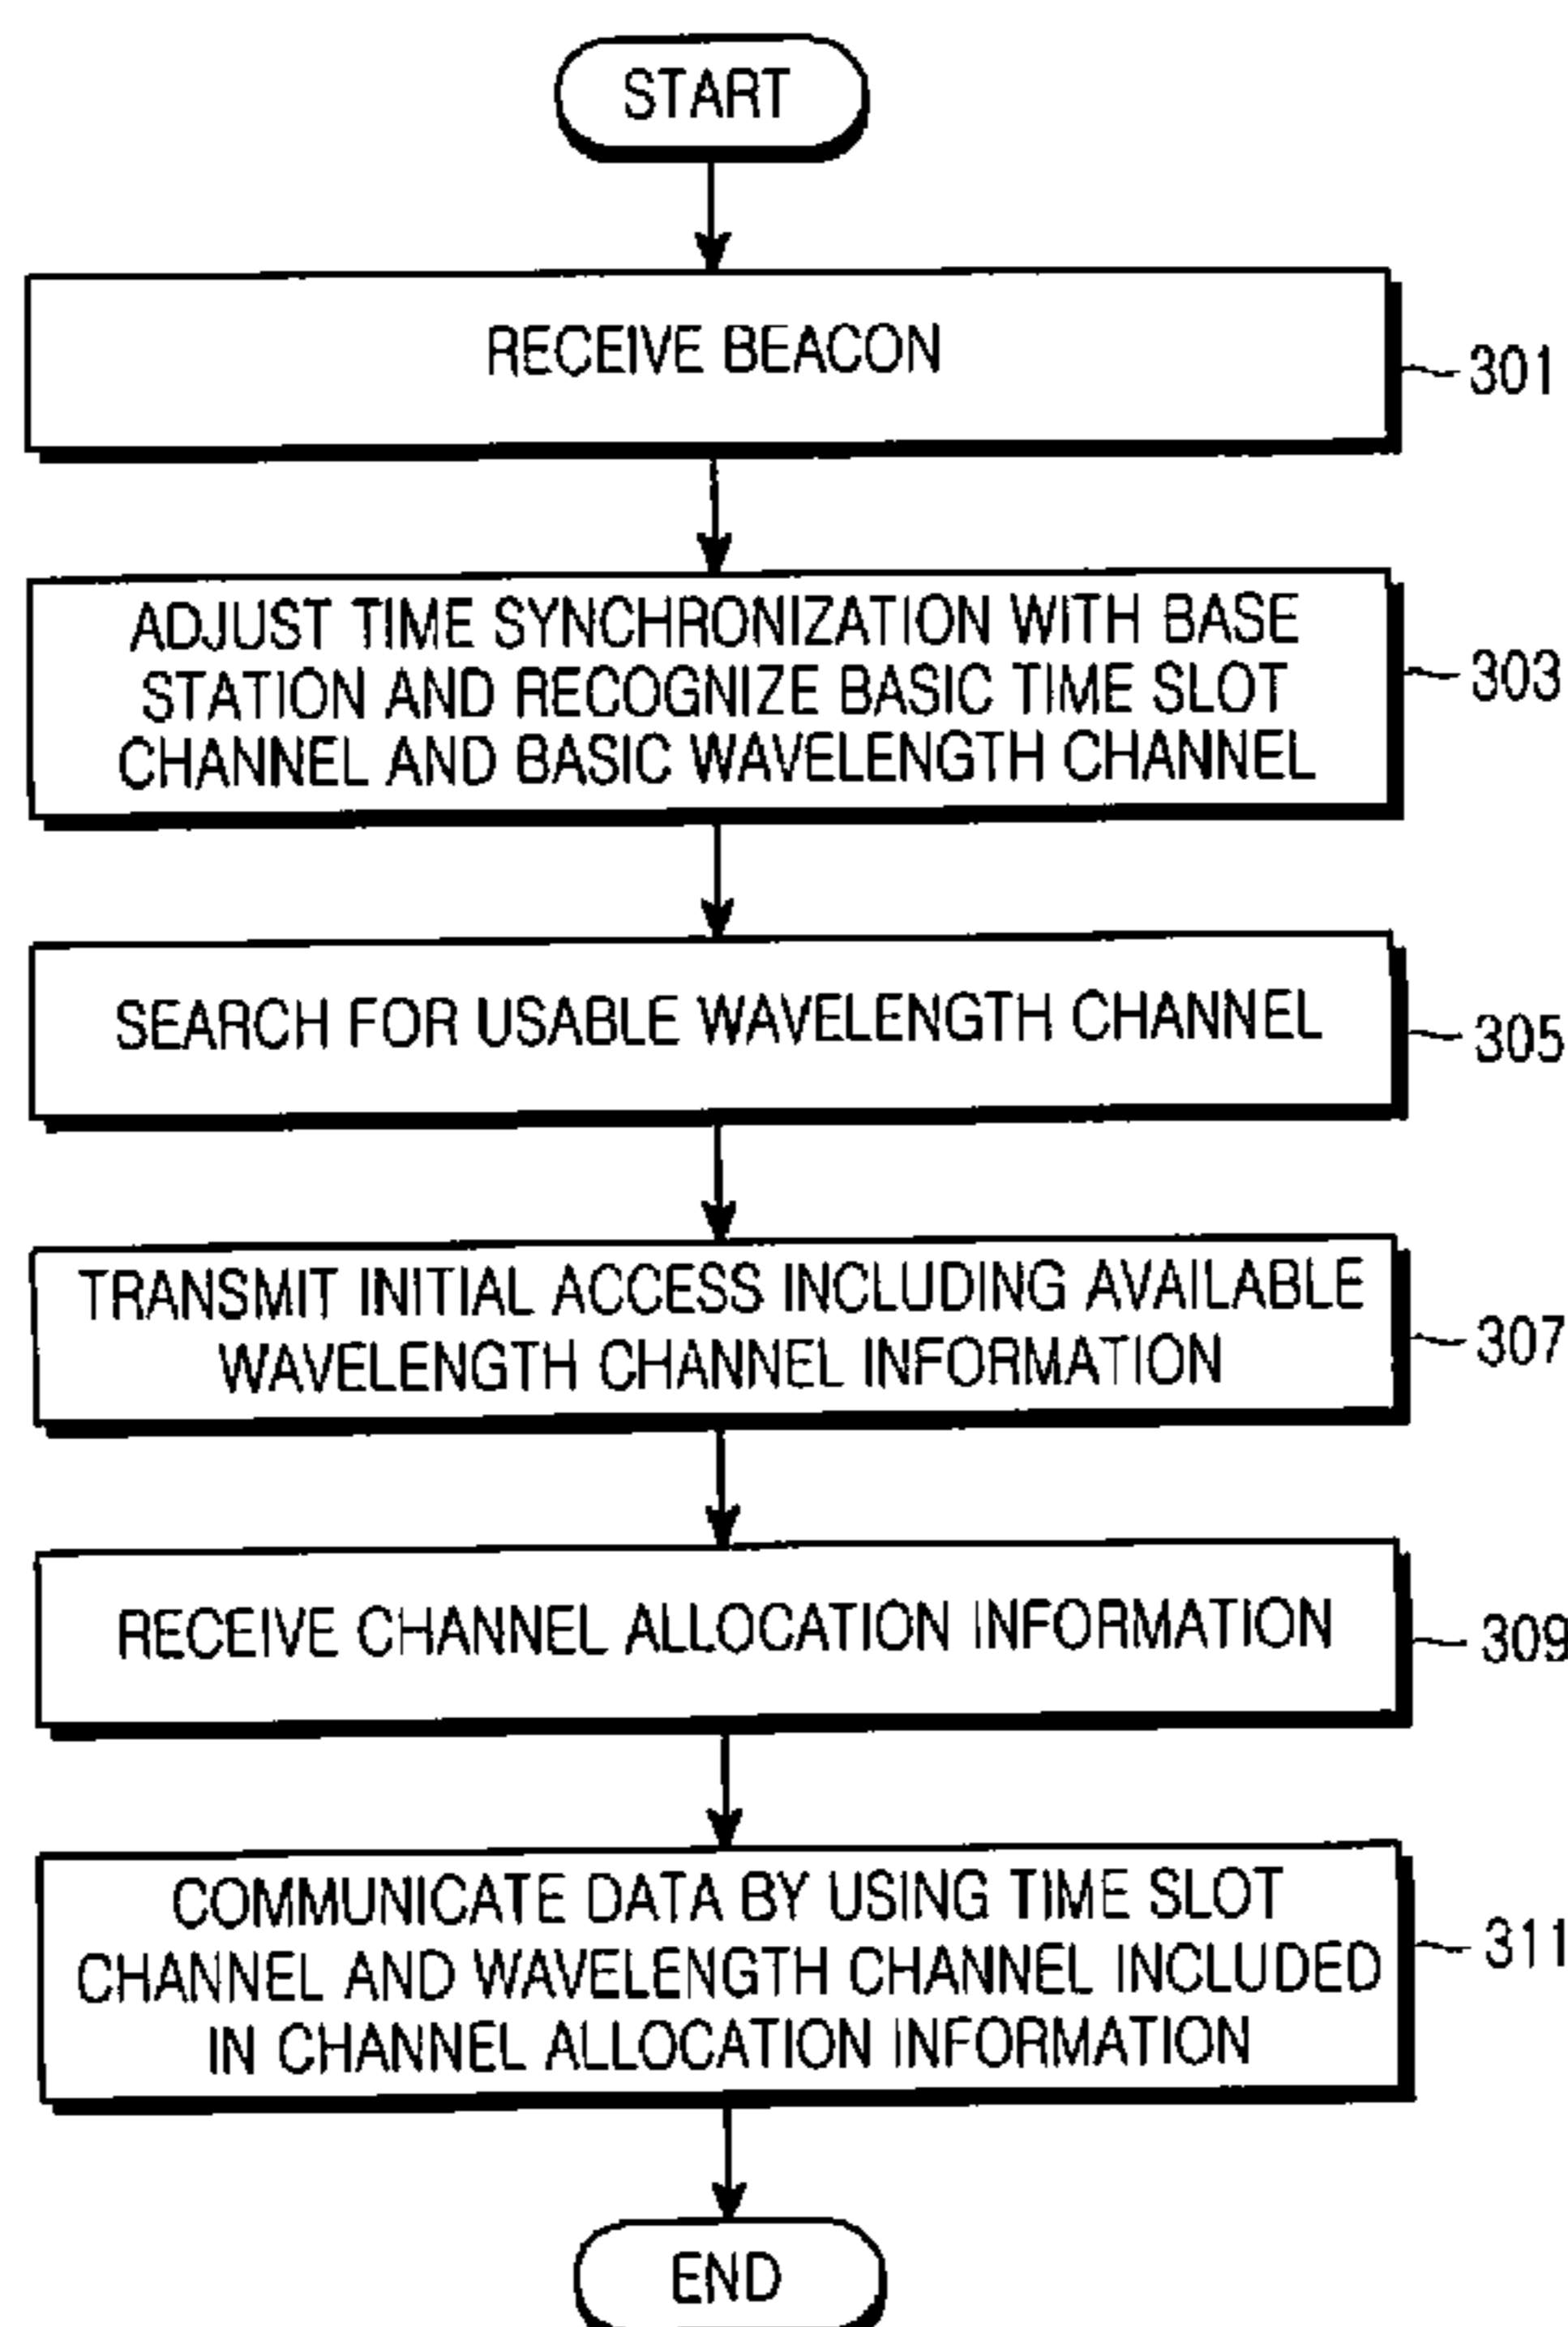 START
RECEIVE BEACON
301
ADJUST TIME SYNCHRONIZATION WITH BASE
STATION AND RECOGNIZE BASIC TIME SLOT
CHANNEL AND BASIC WAVELENGTH CHANNEL
303
SEARCH FOR USABLE WAVELENGTH CHANNEL
305
TRANSMIT INITIAL ACCESS INCLUDING AVAILABLE
WAVELENGTH CHANNEL INFORMATION
307
RECEIVE CHANNEL ALLOCATION INFORMATION
309
COMMUNICATE DATA BY USING TIME SLOT
CHANNEL AND WAVELENGTH CHANNEL INCLUDED
IN CHANNEL ALLOCATION INFORMATION
311
END